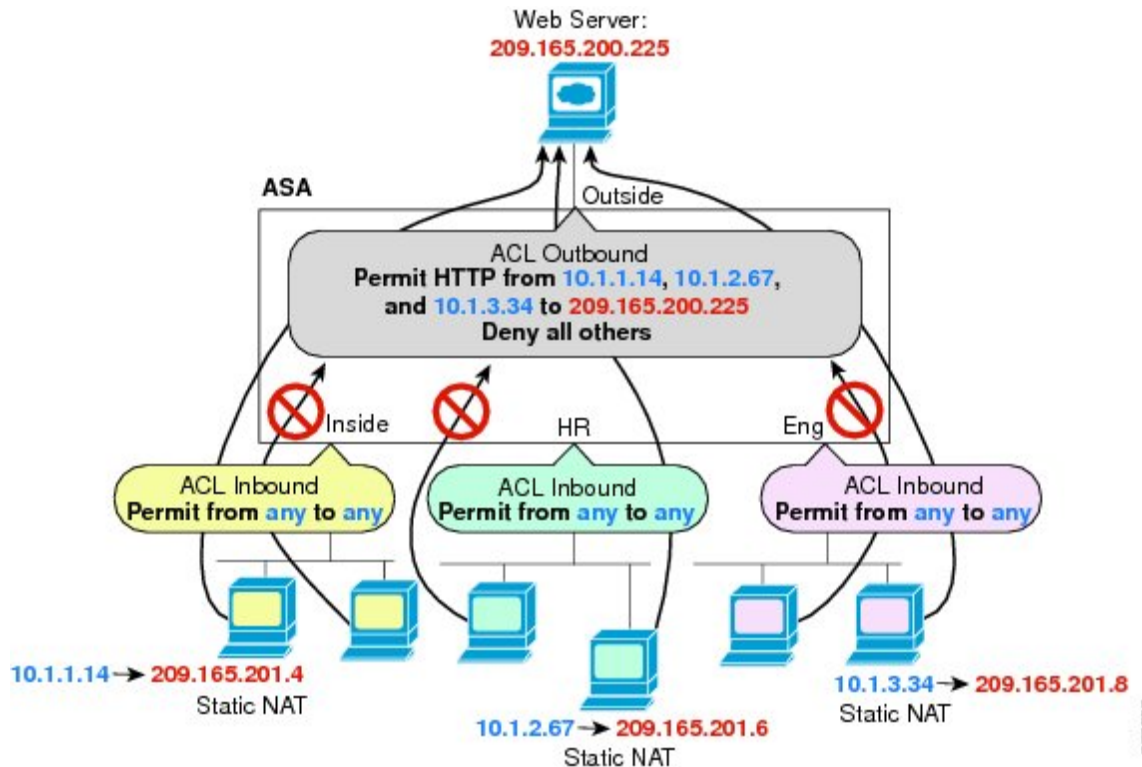 Web Server:
209.165.200.225
ASA
Outside
ACL Outbound
Permit HTTP from 10.1.1.14, 10.1.2.67,
and 10.1.3.34 to 209.165.200.225
Deny all others
Inside
HR
Eng
ACL Inbound
Permit from any to any
ACL Inbound
Permit from any to any
ACL Inbound
Permit from any to any
10.1.1.14 → 209.165.201.4
Static NAT
10.1.2.67 → 209.165.201.6
Static NAT
10.1.3.34 → 209.165.201.8
Static NAT